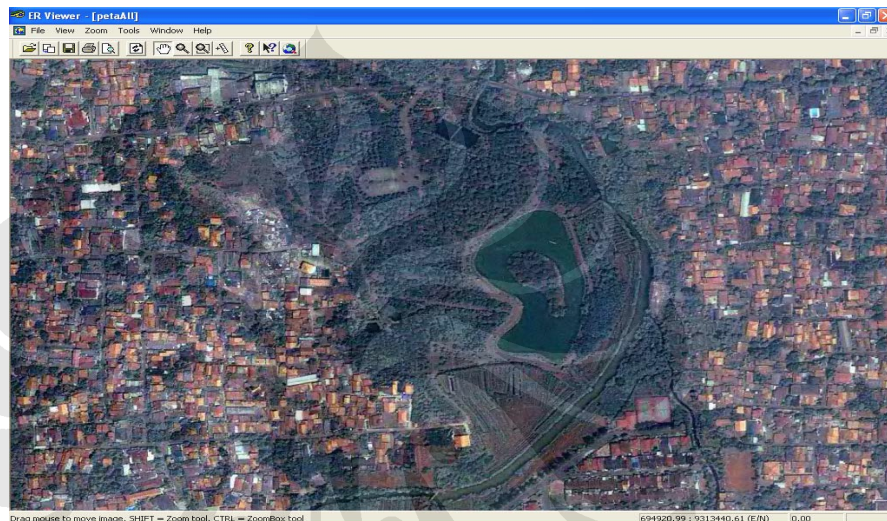 ER Viewer - [petaAll]
File View Zoom Tools Window Help
Drag mouse to move image, SHIFT = Zoom tool, CTRL = ZoomBox tool 694920.99 : 9313440.61 (E/N) 0.00